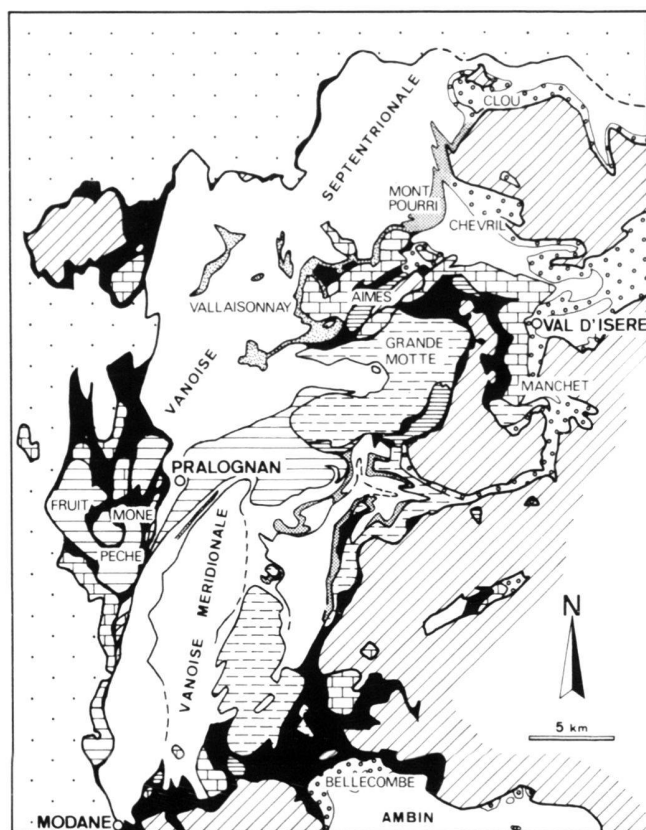 CLOU
SEPTENTRIONALE
MONT
POURRI
CHEVRIL
VALLAISONNAY
AIMES
VAL D'ISERE
GRANDE
MOTTE
VANOISE
MANCHET
PRALOGNAN
FRUIT
MONE
PECHE
VANOISE MERIDIONALE
N
5 km
BELLECOMBE
MODANE
AMBIN